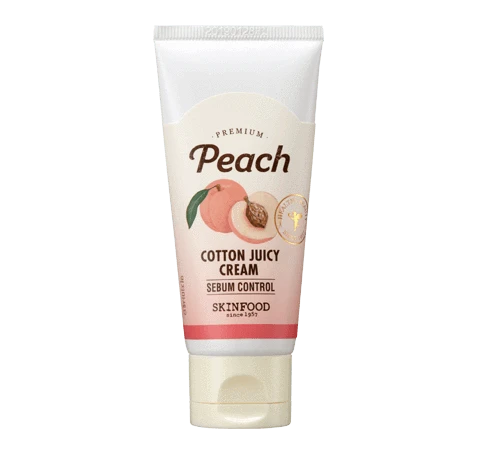 · PREMIUM ·
Peach
COTTON JUICY
CREAM
SEBUM CONTROL
SKINFOOD
since 1957